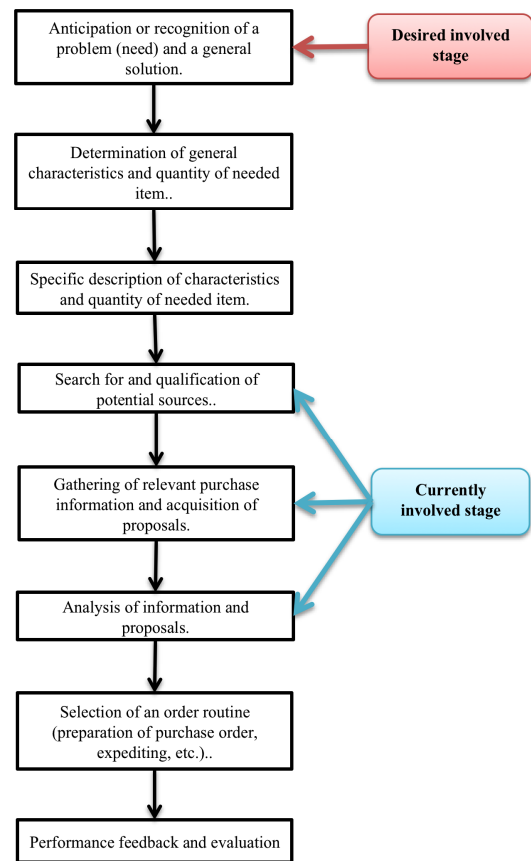 Anticipation or recognition of a
problem (need) and a general
solution.
Desired involved
stage
Determination of general
characteristics and quantity of needed
item..
Specific description of characteristics
and quantity of needed item.
Search for and qualification of
potential sources..
Gathering of relevant purchase
information and acquisition of
proposals.
Currently
involved stage
Analysis of information and
proposals.
Selection of an order routine
(preparation of purchase order,
expediting, etc.)..
Performance feedback and evaluation